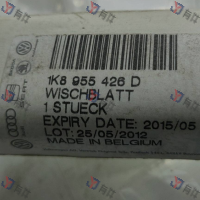 1K8 955 426 D
WISCHBLATT
1 STUECK
EXPIRY DATE: 2015/05
LOT: 25/05/2012
MADE IN BELGIUM